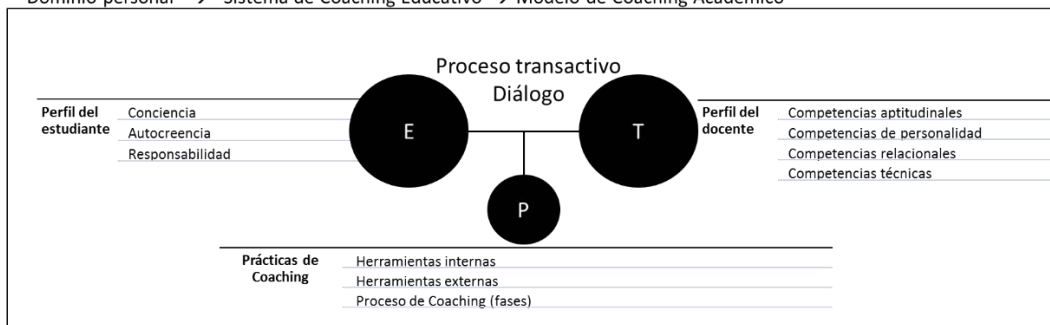 Dominio personal → Sistema de Coaching Educativo → Modelo de Coaching Académico
Proceso transactivo
Diálogo
Perfil del
estudiante
Conciencia
Autocreencia
Responsabilidad
E
T
Perfil del
docente
Competencias aptitudinales
Competencias de personalidad
Competencias relacionales
Competencias técnicas
P
Prácticas de
Coaching
Herramientas internas
Herramientas externas
Proceso de Coaching (fases)